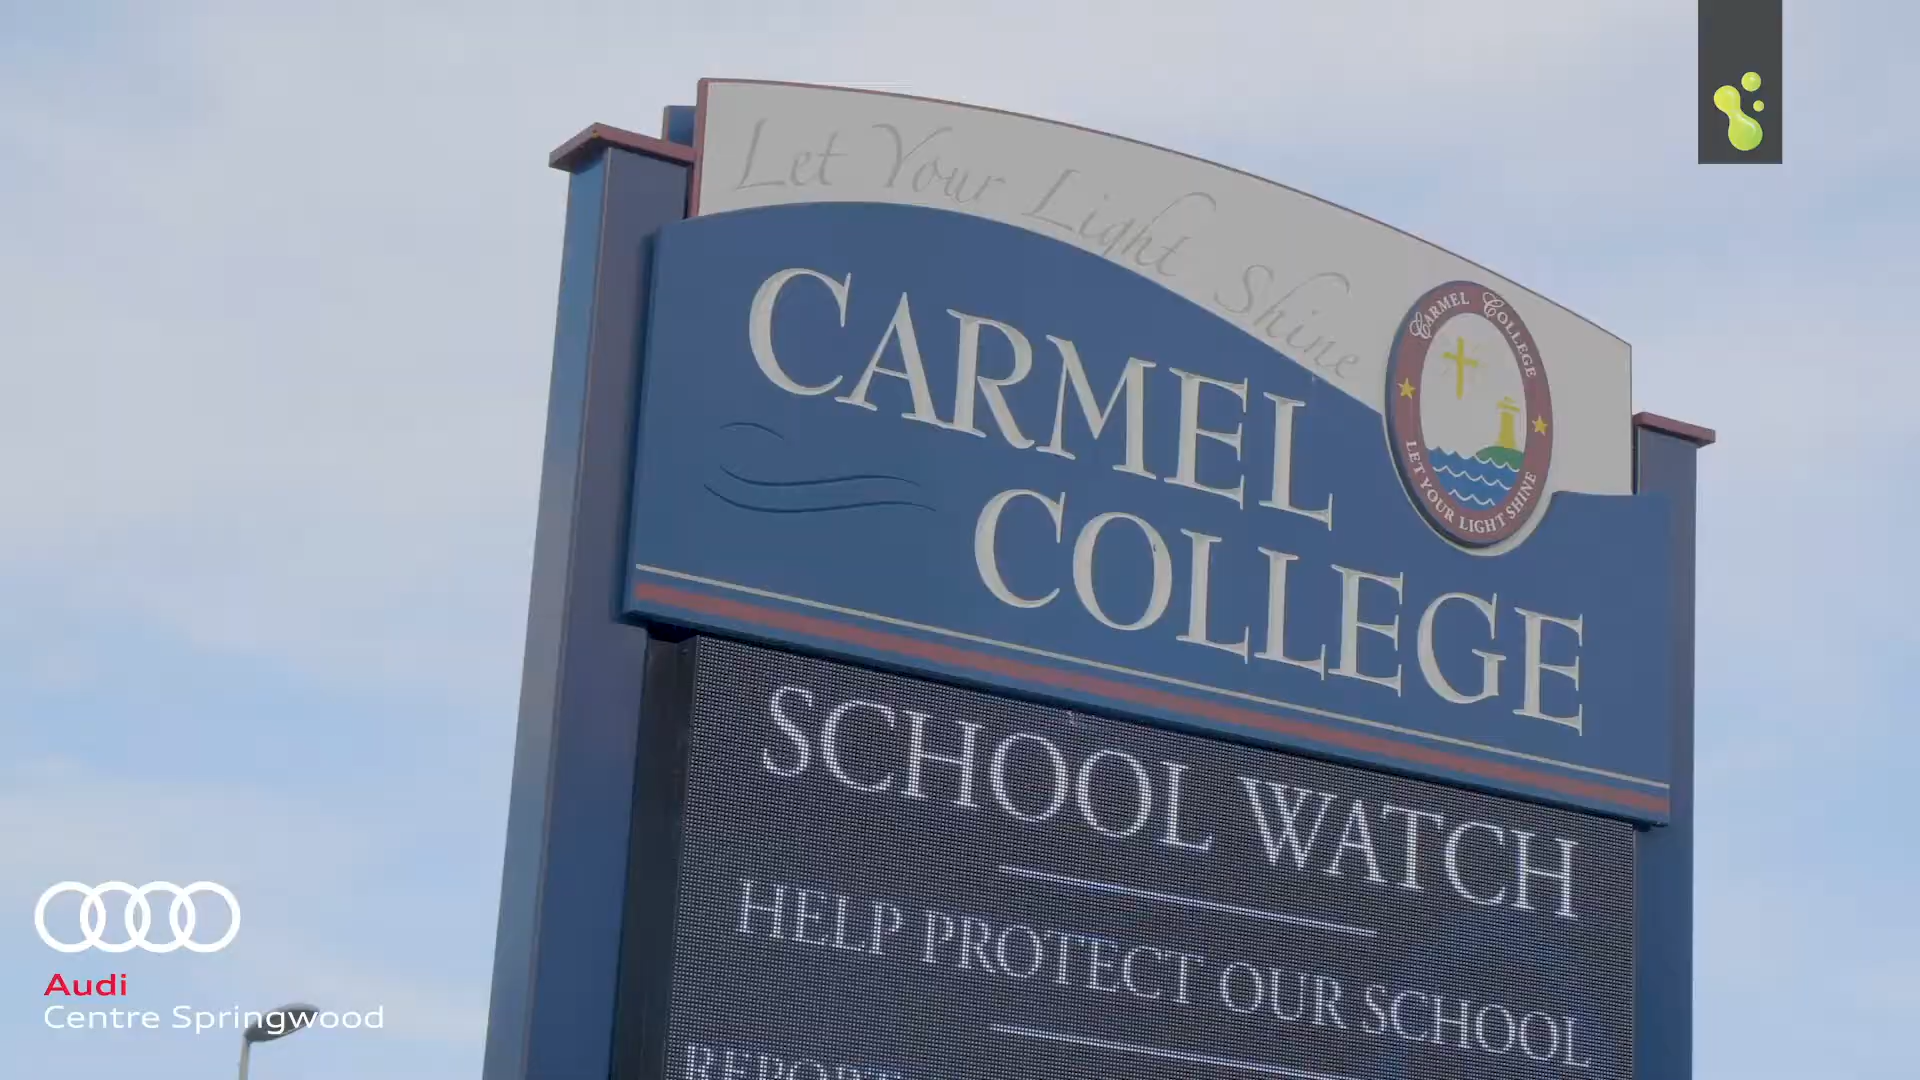 Let Your Light Shine
CARMEL
COLLEGE
CARMEL COLLEGE
LET YOUR LIGHT SHINE
SCHOOL WATCH
HELP PROTECT OUR SCHOOL
Audi
Centre Springwood